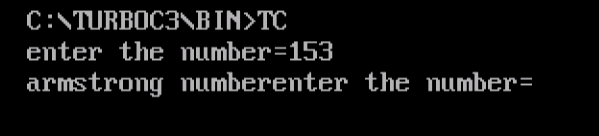 C:\TURBOC3\BIN>TC
enter the number=153
armstrong numberenter the number=